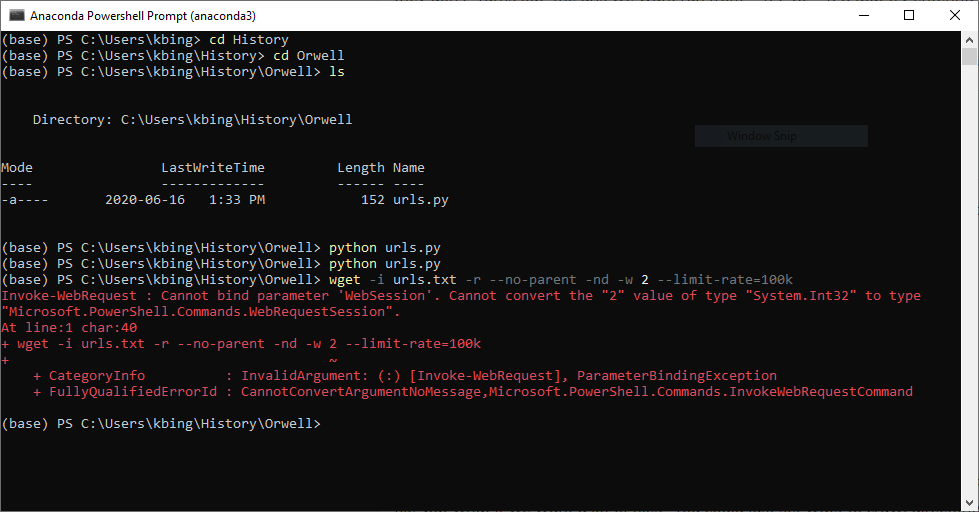 Anaconda Powershell Prompt (anaconda3)
(base) PS C:\Users\kbing> cd History
(base) PS C:\Users\kbing\History> cd Orwell
(base) PS C:\Users\kbing\History\Orwell> ls
Directory: C:\Users\kbing\History\Orwell
Window Snip
Mode                LastWriteTime         Length Name
----                -------------         ------ ----
-a----       2020-06-16   1:33 PM            152 urls.py
(base) PS C:\Users\kbing\History\Orwell> python urls.py
(base) PS C:\Users\kbing\History\Orwell> python urls.py
(base) PS C:\Users\kbing\History\Orwell> wget -i urls.txt -r --no-parent -nd -w 2 --limit-rate=100k
Invoke-WebRequest : Cannot bind parameter 'WebSession'. Cannot convert the "2" value of type "System.Int32" to type
"Microsoft.PowerShell.Commands.WebRequestSession".
At line:1 char:40
+ wget -i urls.txt -r --no-parent -nd -w 2 --limit-rate=100k
+                                        ~
    + CategoryInfo          : InvalidArgument: (:) [Invoke-WebRequest], ParameterBindingException
    + FullyQualifiedErrorId : CannotConvertArgumentNoMessage,Microsoft.PowerShell.Commands.InvokeWebRequestCommand
(base) PS C:\Users\kbing\History\Orwell>